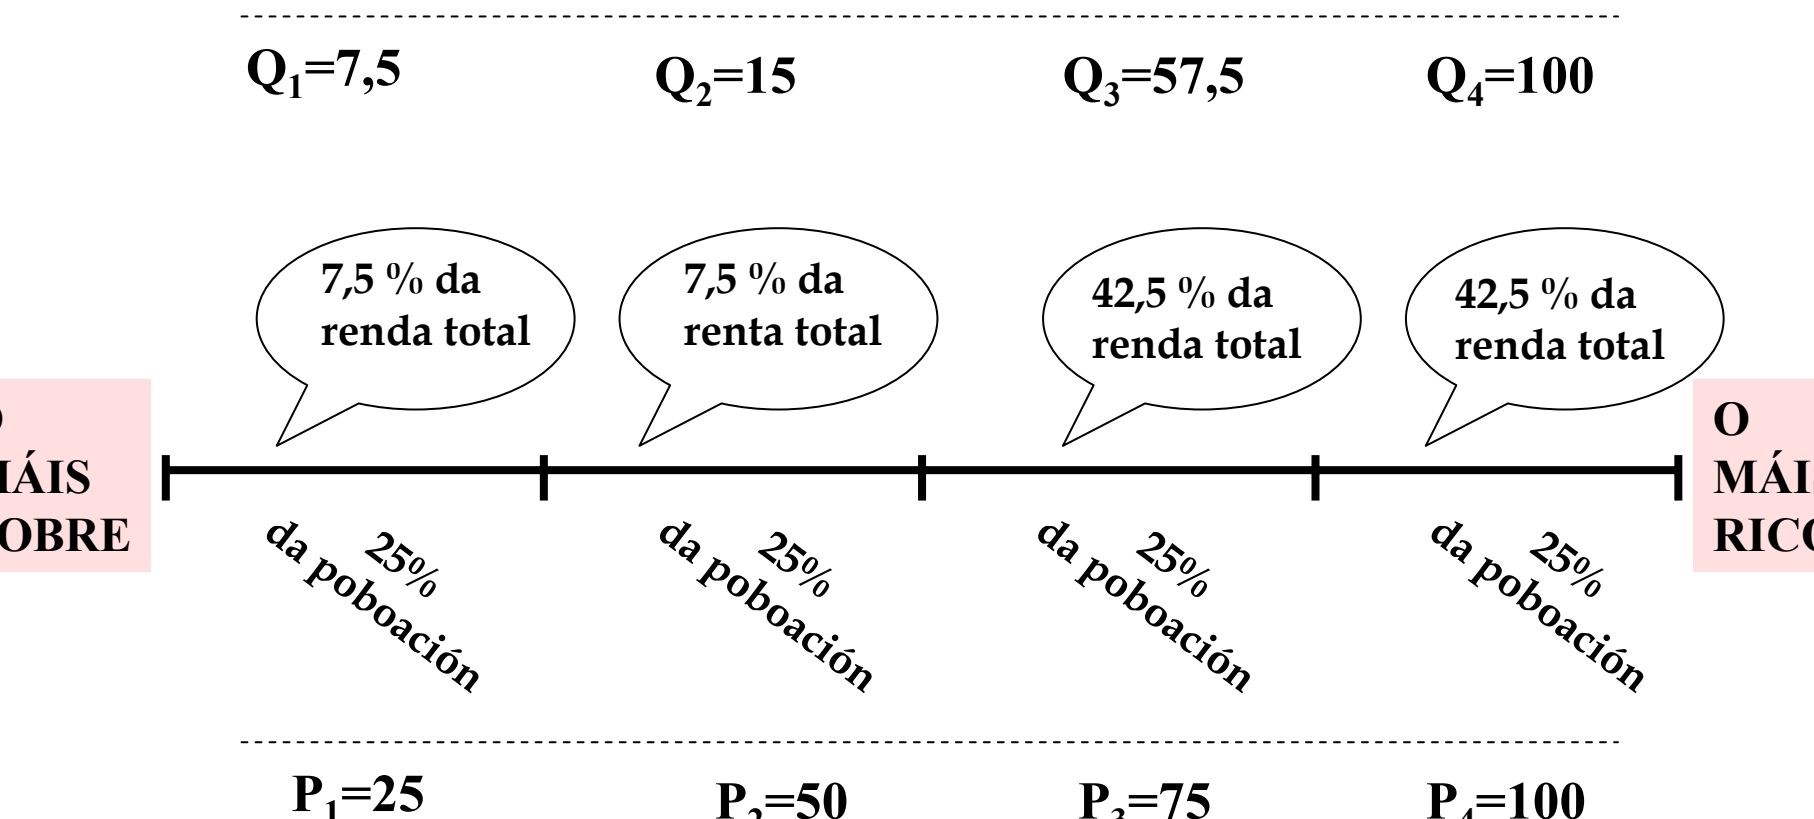 Q1=7,5 Q2=15 Q3=57,5 Q4=100
7,5 % da
renda total
7,5 % da
renta total
42,5 % da
renda total
42,5 % da
renda total
O
MÁIS
RICO
25%
da poboación
25%
da poboación
25%
da poboación
25%
da poboación
P1=25 P2=50 P3=75 P4=100